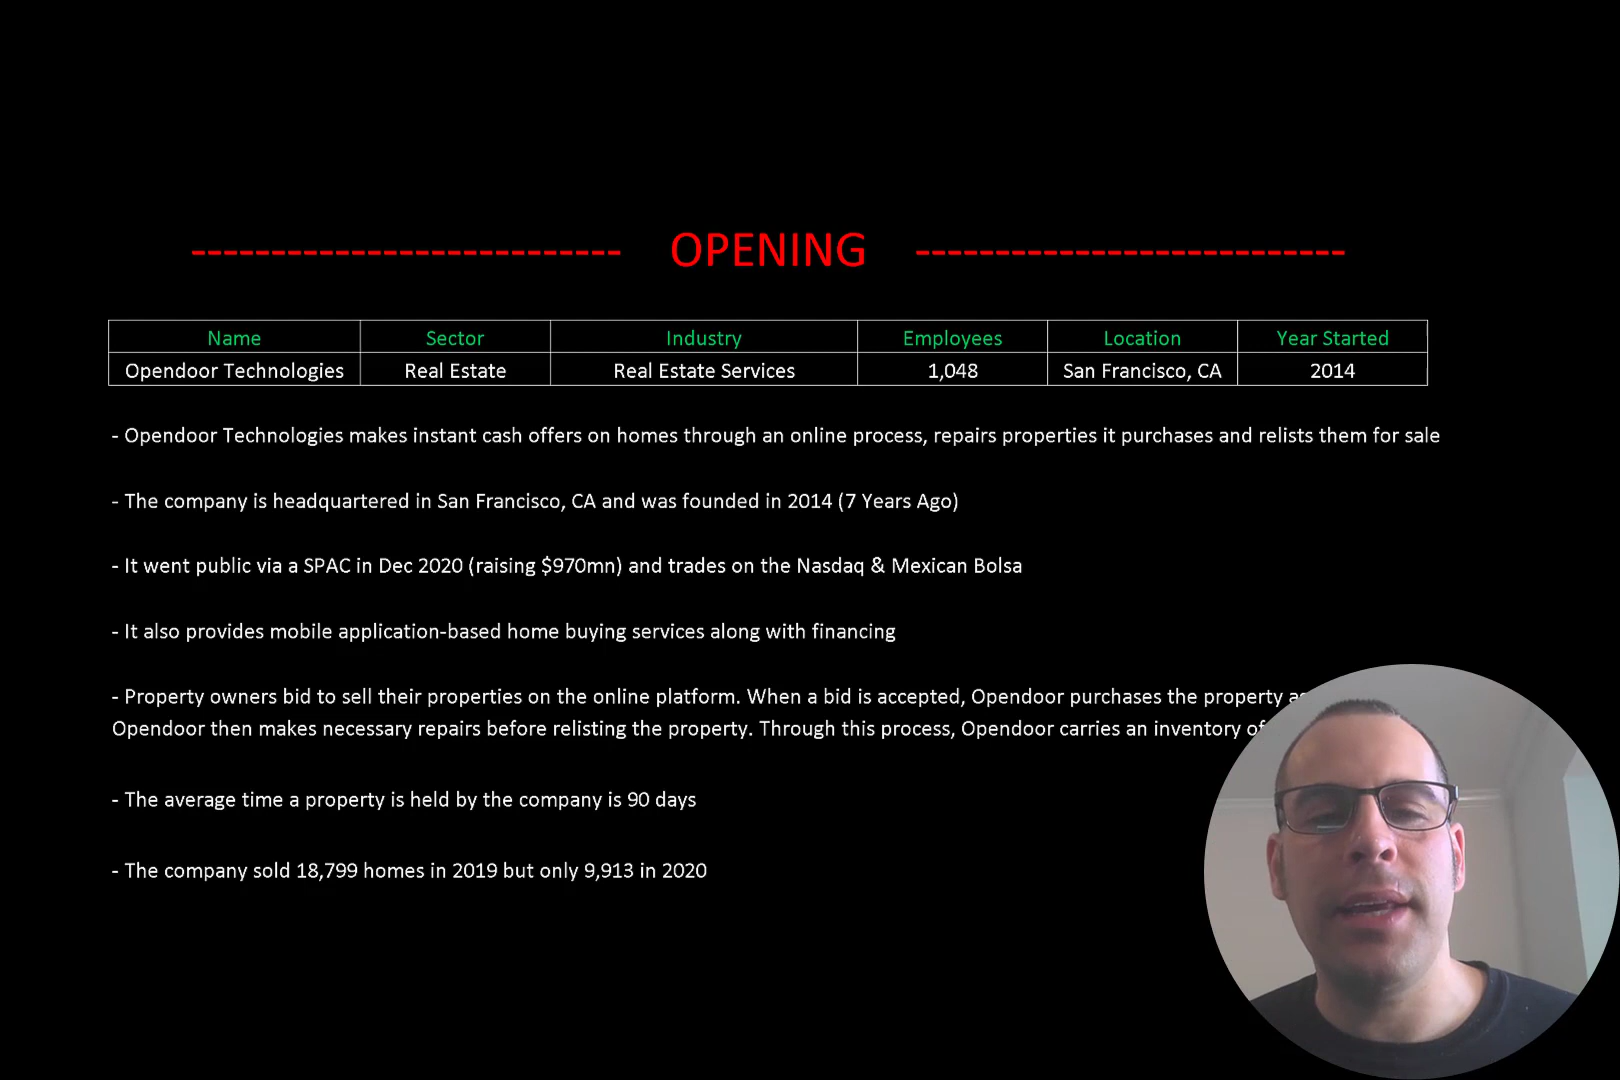 -------------------------- OPENING --------------------------
Name Sector Industry Employees Location Year Started
Opendoor Technologies Real Estate Real Estate Services 1,048 San Francisco, CA 2014
- Opendoor Technologies makes instant cash offers on homes through an online process, repairs properties it purchases and relists them for sale
- The company is headquartered in San Francisco, CA and was founded in 2014 (7 Years Ago)
- It went public via a SPAC in Dec 2020 (raising $970mn) and trades on the Nasdaq & Mexican Bolsa
- It also provides mobile application-based home buying services along with financing
- Property owners bid to sell their properties on the online platform. When a bid is accepted, Opendoor purchases the property
Opendoor then makes necessary repairs before relisting the property. Through this process, Opendoor carries an inventory of
- The average time a property is held by the company is 90 days
- The company sold 18,799 homes in 2019 but only 9,913 in 2020